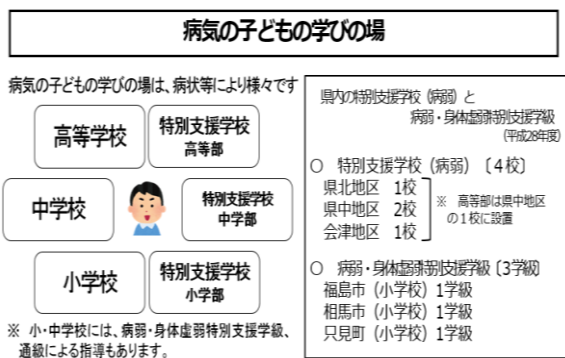 病気の子どもの学びの場
病気の子どもの学びの場は、病状等により様々です
高等学校
特別支援学校
高等部
中学校
特別支援学校
中学部
小学校
特別支援学校
小学部
※ 小・中学校には、病弱・身体虚弱特別支援学級、
通級による指導もあります。
県内の特別支援学校（病弱）と
病弱・身体虚弱特別支援学級
（平成28年度）
〇 特別支援学校（病弱）〔４校〕
県北地区 1校
県中地区 2校
会津地区 1校
※ 高等部は県中地区
の１校に設置
〇 病弱・身体虚弱特別支援学級〔3学級〕
福島市（小学校）1学級
相馬市（小学校）1学級
只見町（小学校）1学級